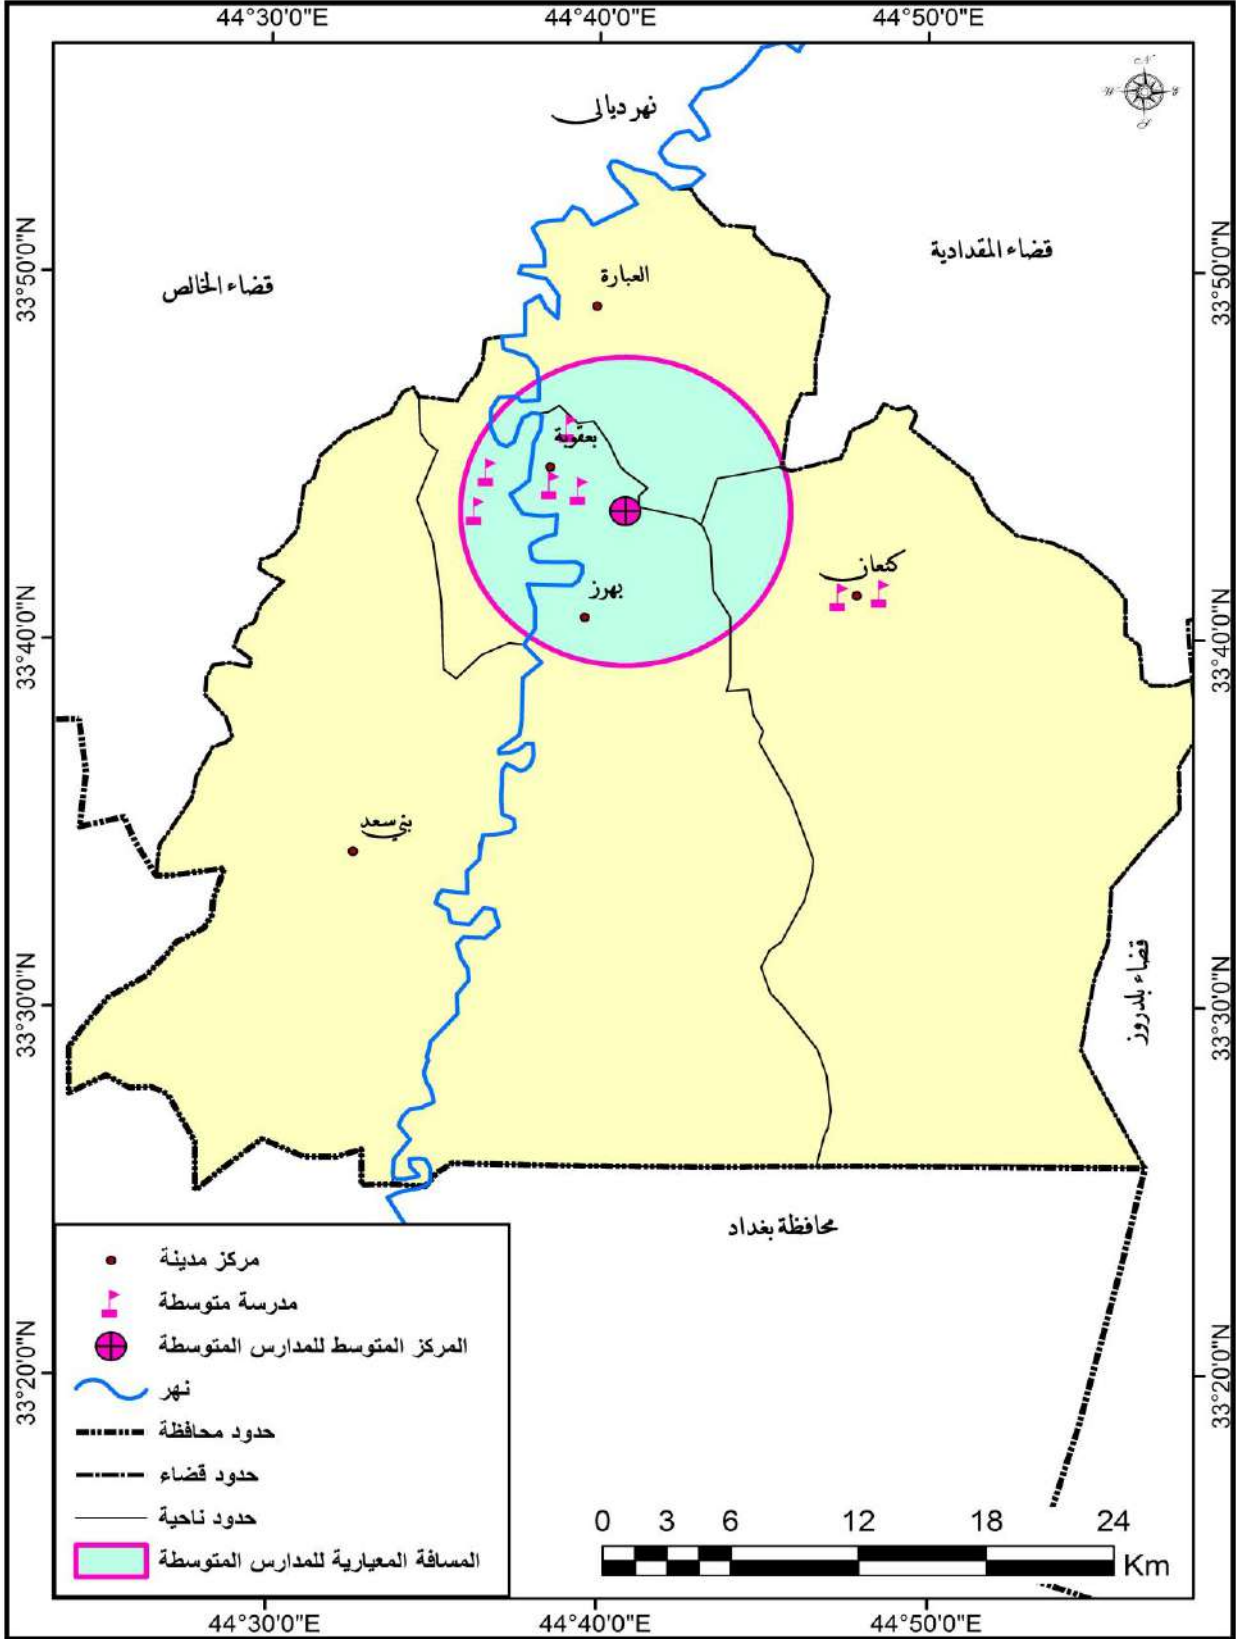 44°30'0"E 44°40'0"E 44°50'0"E
N
W E
S
نهر ديالى
33°50'0"N
33°50'0"N
قضاء المقدادية
قضاء الخالص
العبارة
بعقوبة
كنعان
بهرز
33°40'0"N
33°40'0"N
بني سعد
قضاء بلدروز
33°30'0"N
33°30'0"N
محافظة بغداد
مركز مدينة
مدرسة متوسطة
المركز المتوسط للمدارس المتوسطة
نهر
حدود محافظة
حدود قضاء
حدود ناحية
المسافة المعيارية للمدارس المتوسطة
33°20'0"N
33°20'0"N
0 3 6 12 18 24
Km
44°30'0"E 44°40'0"E 44°50'0"E